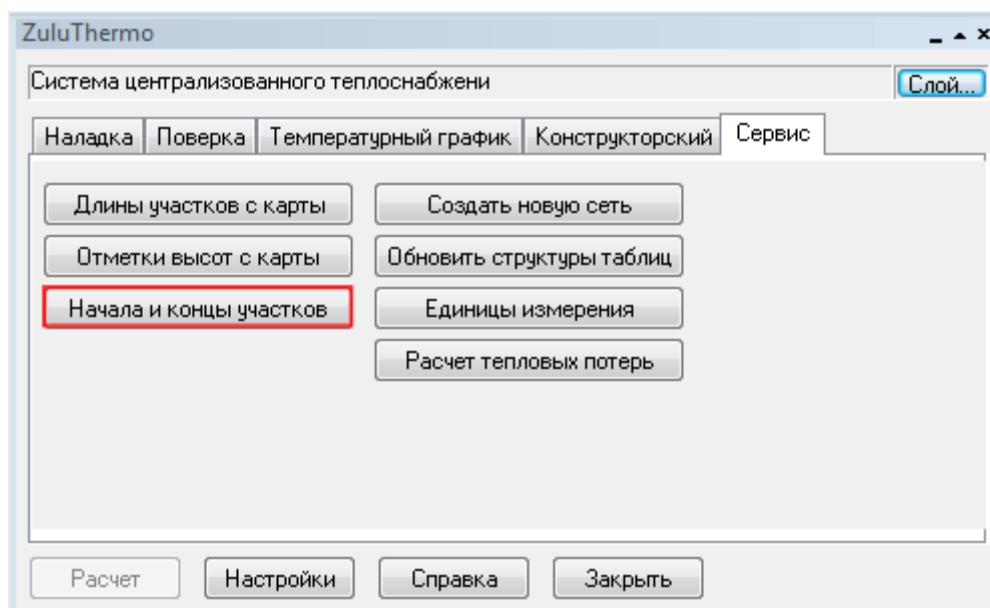 ZuluThermo
Система централизованного теплоснабжени
Слой...
Наладка Поверка Температурный график Конструкторский Сервис
Длины участков с карты Создать новую сеть
Отметки высот с карты Обновить структуры таблиц
Начала и концы участков Единицы измерения
Расчет тепловых потерь
Расчет Настройки Справка Закрыть